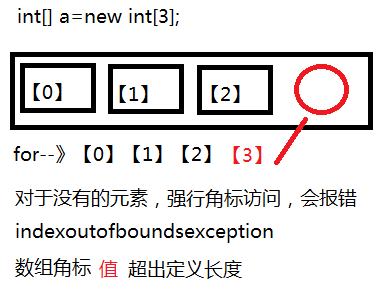 int[] a=new int[3];
【0】 【1】 【2】
for--》【0】【1】【2】【3】
对于没有的元素，强行角标访问，会报错
indexoutofboundsexception
数组角标 值 超出定义长度